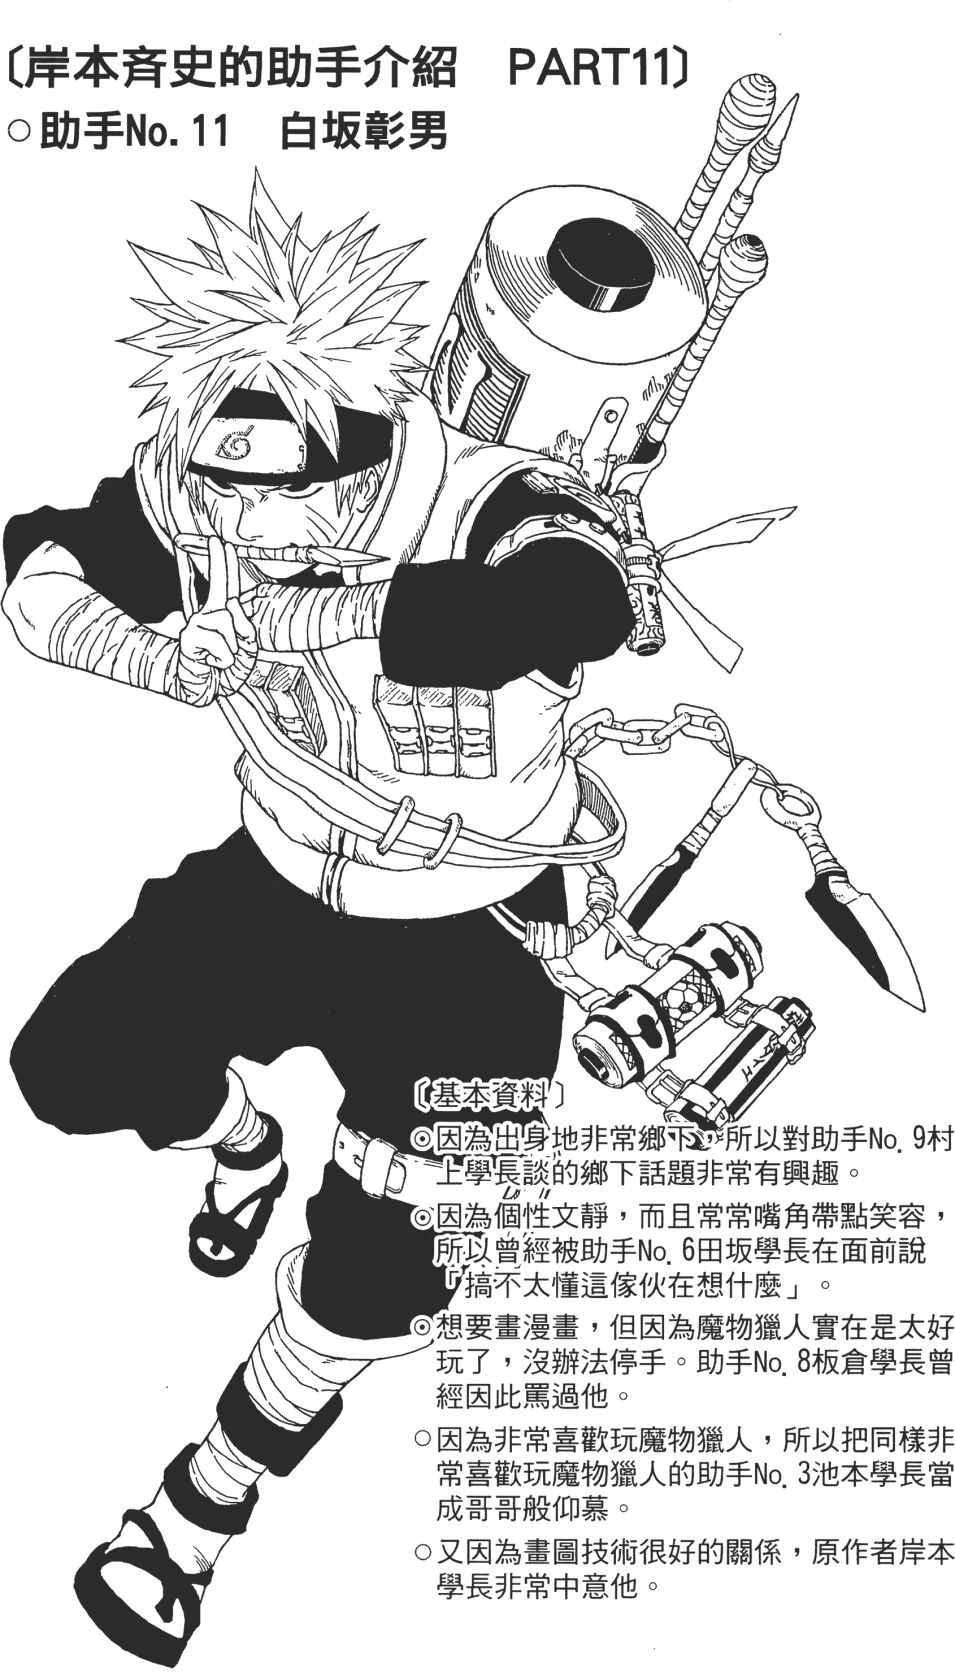 〔岸本斉史的助手介紹　PART11〕
○助手No. 11　白坂彰男
〔基本資料〕
◎因為出身地非常鄉下，所以對助手No. 9村
上學長談的鄉下話題非常有興趣。
◎因為個性文靜，而且常常嘴角帶點笑容，
所以曾經被助手No. 6田坂學長在面前說
「搞不太懂這傢伙在想什麼」。
◎想要畫漫畫，但因為魔物獵人實在是太好
玩了，沒辦法停手。助手No. 8板倉學長曾
經因此罵過他。
○因為非常喜歡玩魔物獵人，所以把同樣非
常喜歡玩魔物獵人的助手No. 3池本學長當
成哥哥般仰慕。
○又因為畫圖技術很好的關係，原作者岸本
學長非常中意他。